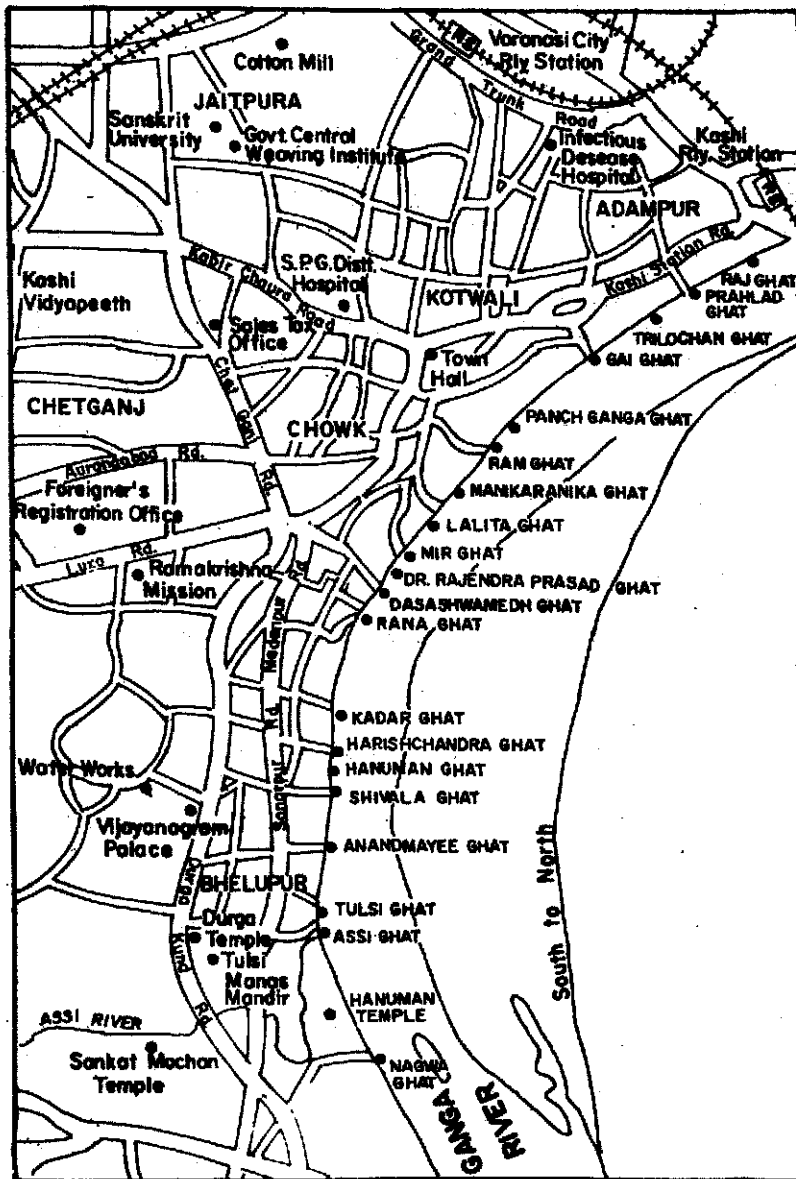 Cotton Mill
Grand Trunk Road
RS
Varanasi City
Rly Station
JAITPURA
Sanskrit
University
Govt. Central
Weaving Institute
Infectious
Desease
Hospital
Kashi
Rly. Station
RS
ADAMPUR
Kashi Station Rd.
Kabir Chaura Road
S.P.G. Distt.
Hospital
KOTWALI
Kashi
Vidyapeeth
RAJ GHAT
PRAHLAD
GHAT
Sales Tax
Office
TRILOCHAN GHAT
Town
Hall
GAI GHAT
Chet Ganj Rd.
CHETGANJ
CHOWK
PANCH GANGA GHAT
Aurangabad Rd.
RAM GHAT
Foreigner's
Registration Office
MANIKARANIKA GHAT
LALITA GHAT
Luxa Rd.
MIR GHAT
Ramakrishna
Mission
DR. RAJENDRA PRASAD GHAT
DASASHWAMEDH GHAT
RANA GHAT
Madanpur Rd.
KADAR GHAT
HARISHCHANDRA GHAT
Water Works
HANUMAN GHAT
SHIVALA GHAT
Sonarpur Rd.
Vijayanagram
Palace
ANANDMAYEE GHAT
BHELUPUR
Durga Kund Rd.
TULSI GHAT
Durga
Temple
ASSI GHAT
Tulsi
Manas
Mandir
South to North
HANUMAN
TEMPLE
ASSI RIVER
Sankat Mochan
Temple
NAGWA
GHAT
GANGA
RIVER